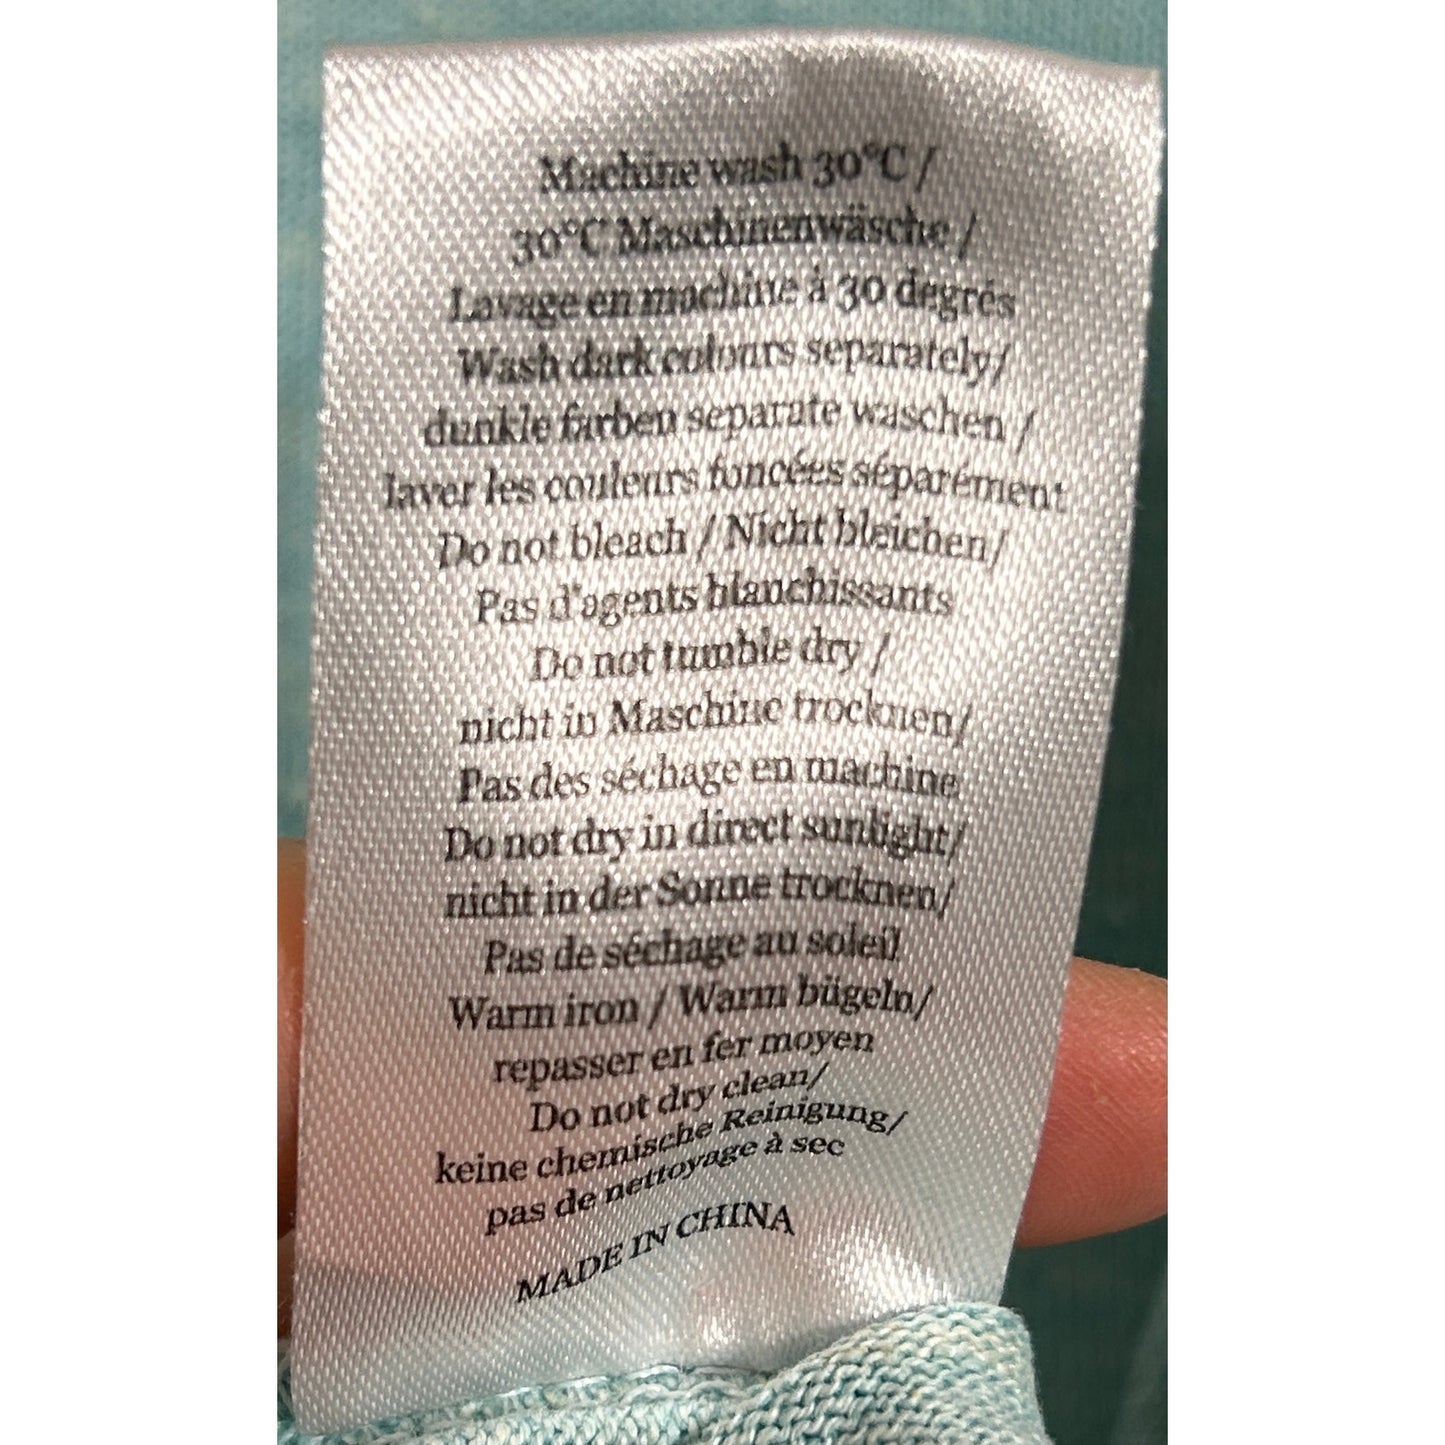 Machine wash 30°C /
30°C Maschinenwäsche /
Lavage en machine à 30 degrés
Wash dark colours separately/
dunkle farben separate waschen /
laver les couleurs foncées séparément
Do not bleach / Nicht bleichen/
Pas d'agents blanchissants
Do not tumble dry /
nicht in Maschine trocknen/
Pas des séchage en machine
Do not dry in direct sunlight/
nicht in der Sonne trocknen/
Pas de séchage au soleil
Warm iron / Warm bügeln/
repasser en fer moyen
Do not dry clean/
keine chemische Reinigung/
pas de nettoyage à sec
MADE IN CHINA